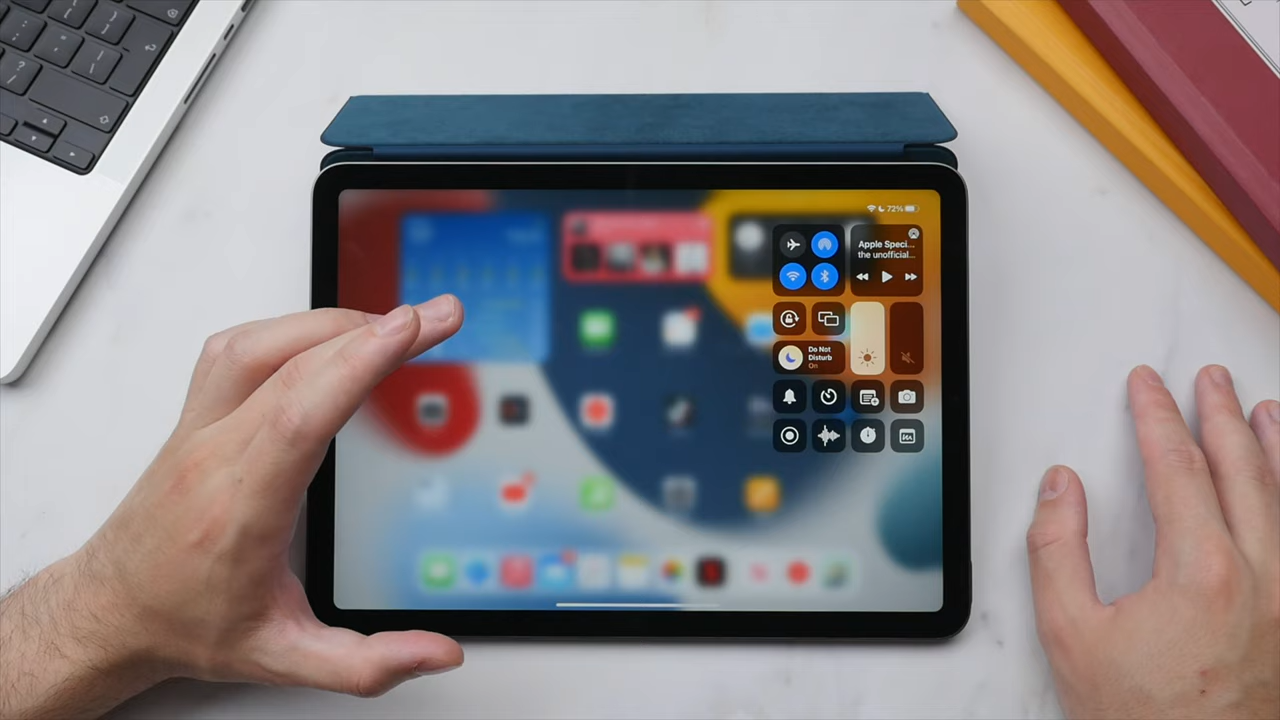 72%
Apple Speci...
the unofficial...
Do Not
Disturb
On